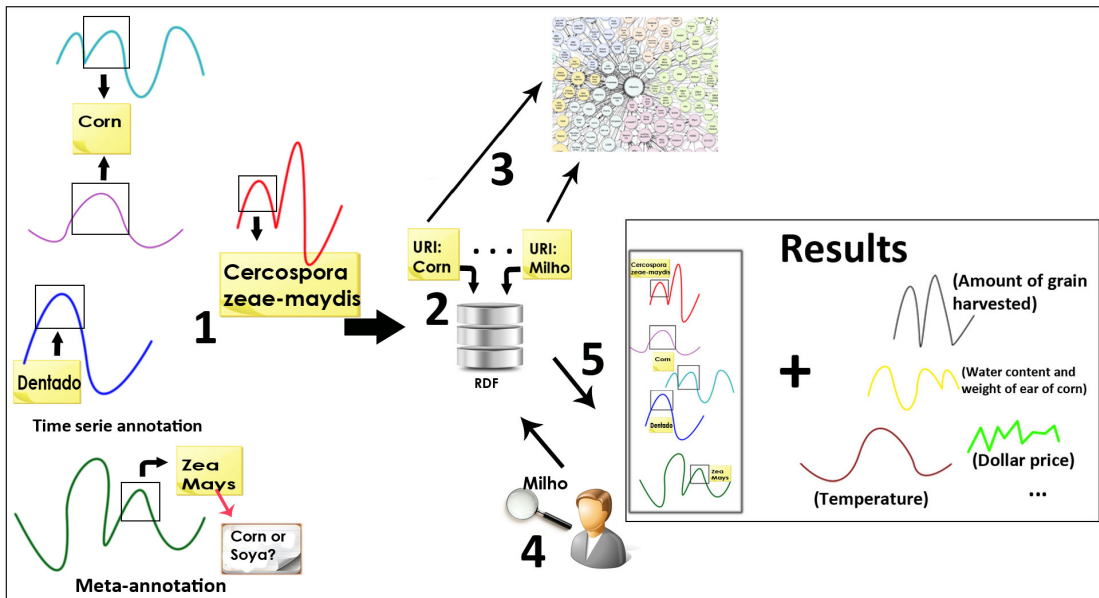 Corn
Cercospora
zeae-maydis
1
Dentado
Time serie annotation
Zea
Mays
Corn or
Soya?
Meta-annotation
3
URI:
Corn
. . .
URI:
Milho
2
RDF
5
Milho
4
Results
Cercospora
zeae-maydis
Corn
Dentado
Zea
Mays
+
(Amount of grain
harvested)
(Water content and
weight of ear of corn)
(Dollar price)
(Temperature)
...